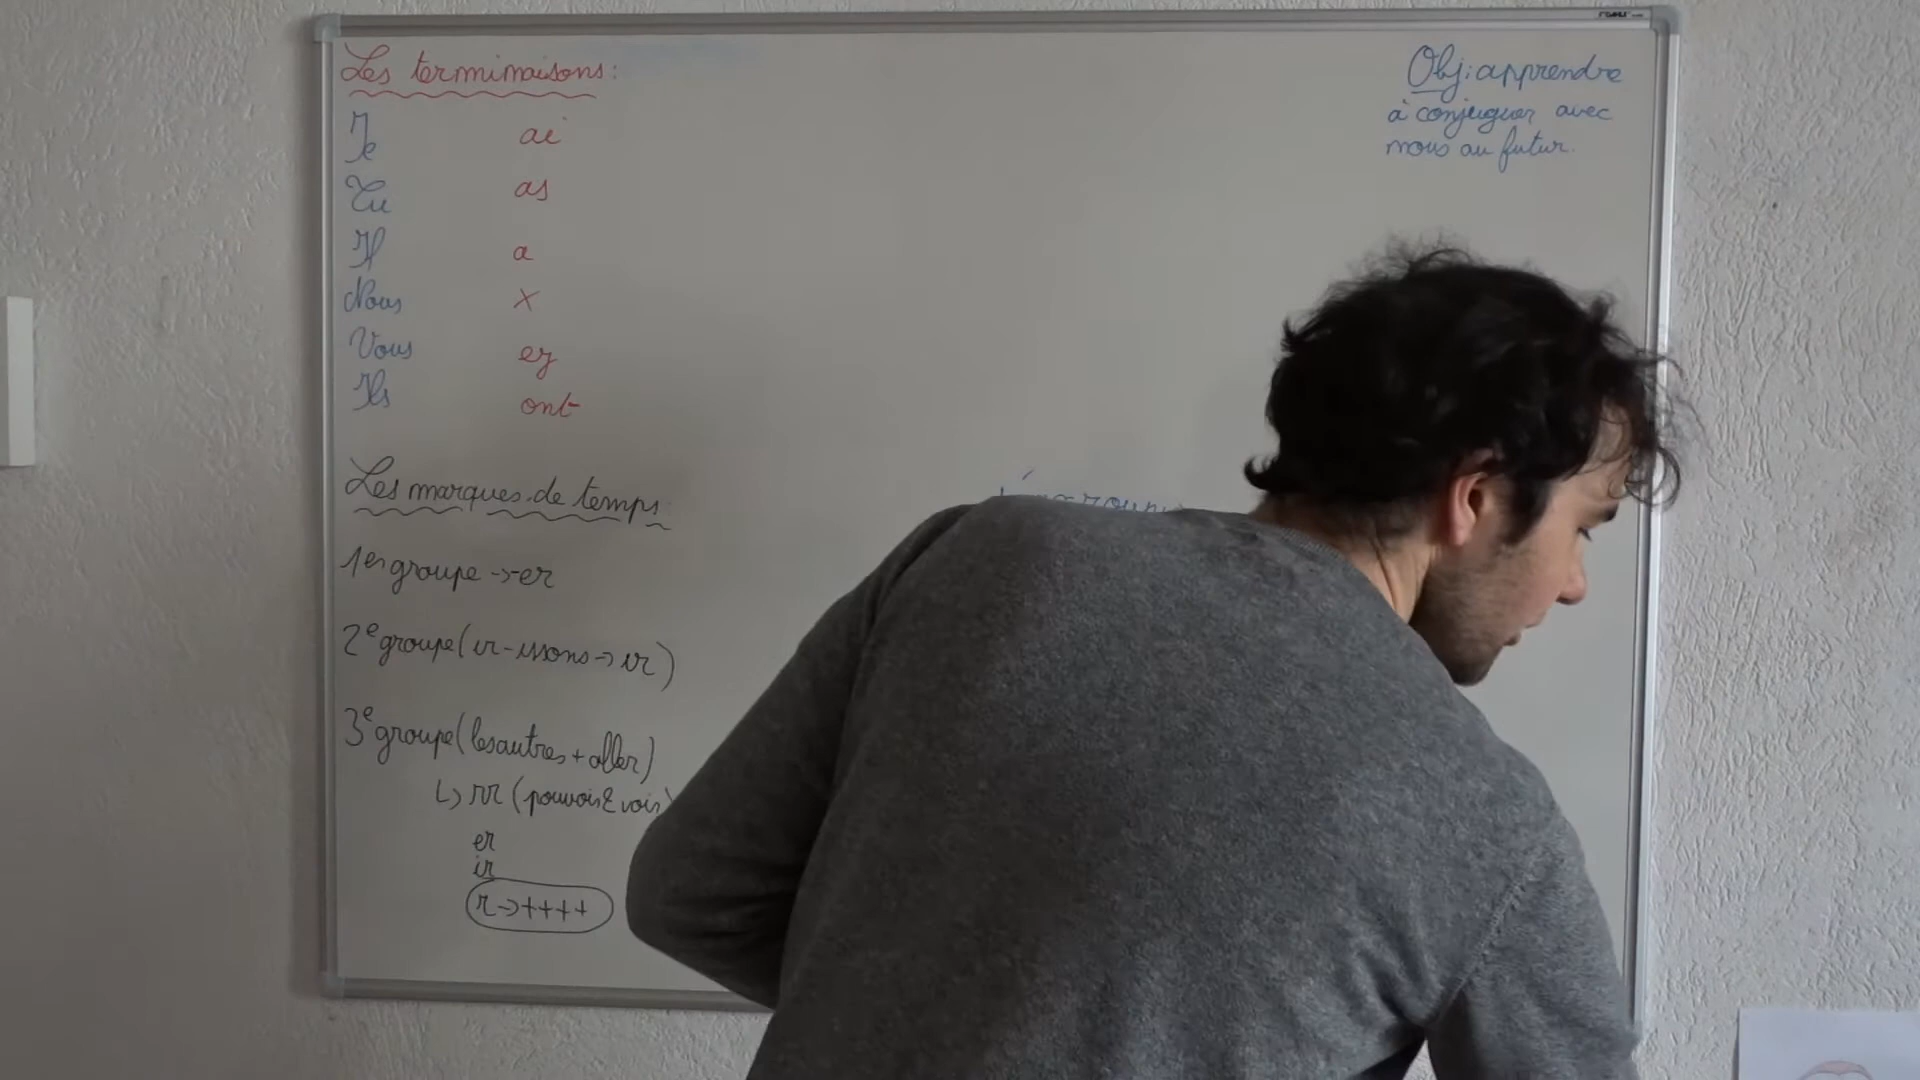 Les terminaisons:
Je ai
Tu as
Il a
Nous x
Vous ez
Ils ont
Les marques de temps
1er groupe -> er
2e groupe (ir-issons -> ir)
3e groupe (les autres + aller)
↳ rr (pouvoir & voir)
er
ir
r -> ++++
Obj: apprendre
à conjuguer avec
nous au futur.